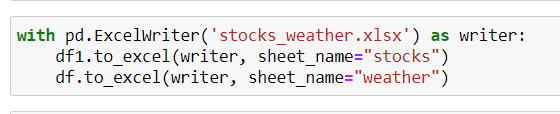 with pd.ExcelWriter('stocks_weather.xlsx') as writer:
    df1.to_excel(writer, sheet_name="stocks")
    df.to_excel(writer, sheet_name="weather")